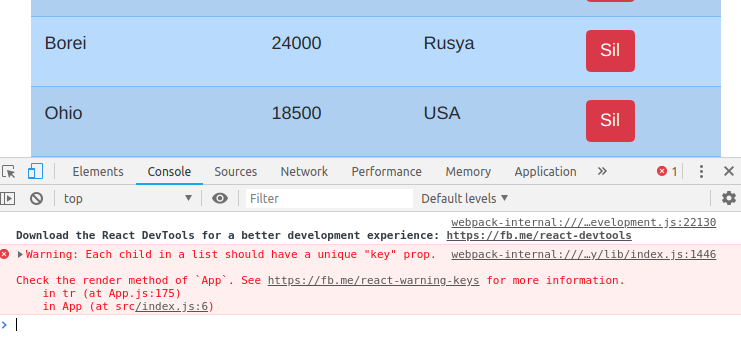 Borei 24000 Rusya Sil
Ohio 18500 USA Sil
Elements Console Sources Network Performance Memory Application » 1
top Filter Default levels
webpack-internal:///…evelopment.js:22130
Download the React DevTools for a better development experience: https://fb.me/react-devtools
Warning: Each child in a list should have a unique "key" prop. webpack-internal:///…y/lib/index.js:1446
Check the render method of `App`. See https://fb.me/react-warning-keys for more information.
in tr (at App.js:175)
in App (at src/index.js:6)